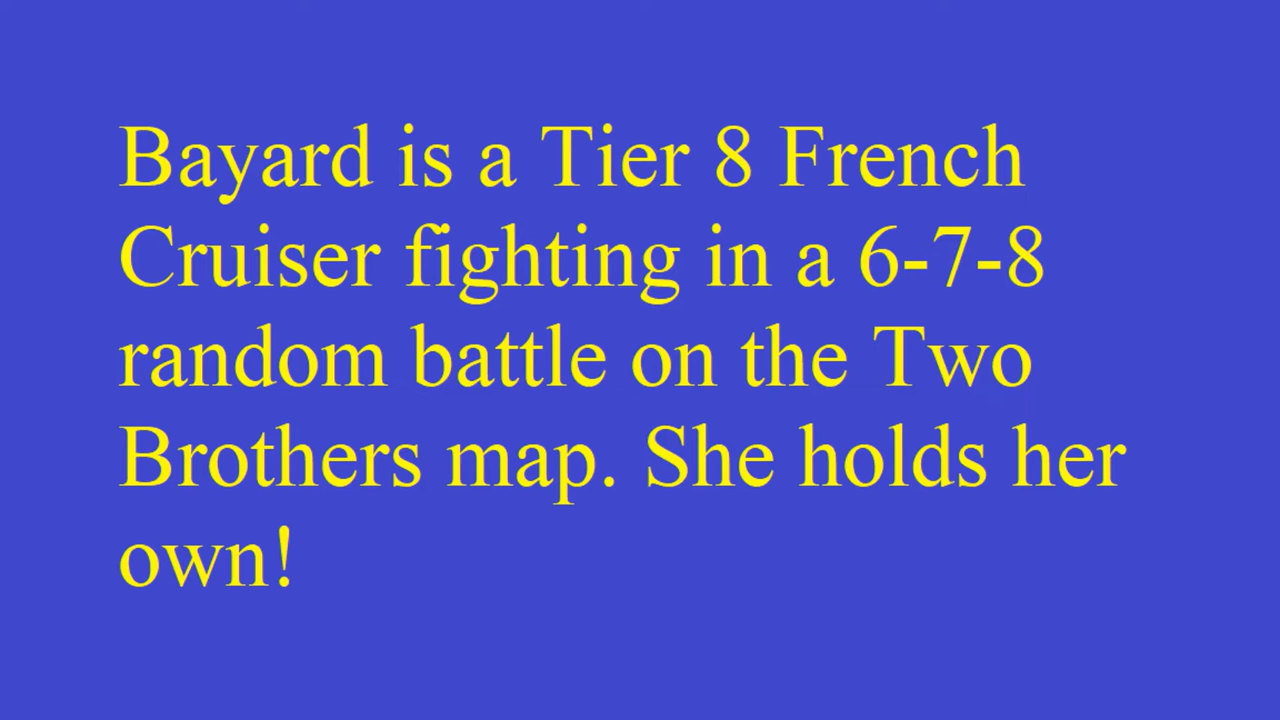 Bayard is a Tier 8 French
Cruiser fighting in a 6-7-8
random battle on the Two
Brothers map. She holds her
own!